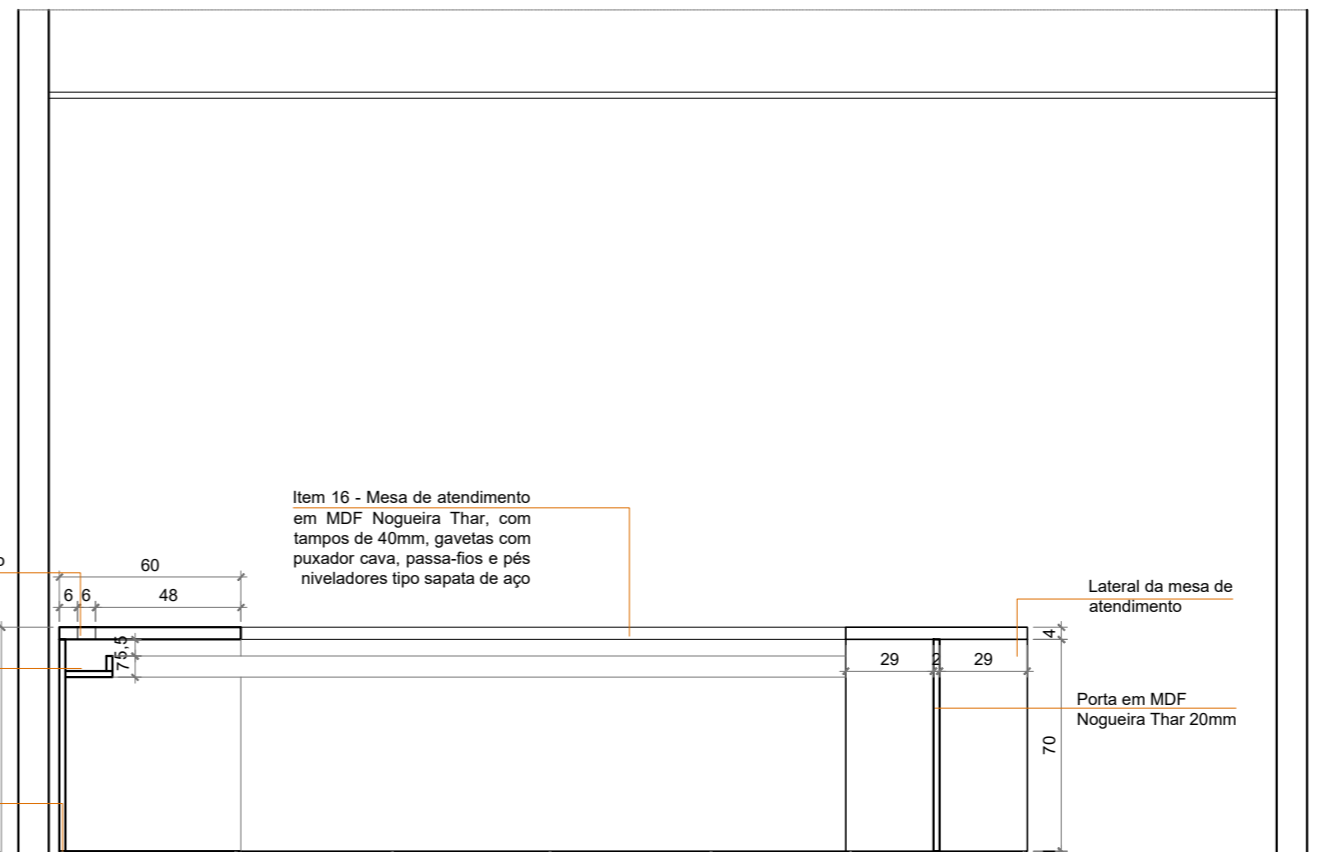 Item 16 - Mesa de atendimento
em MDF Nogueira Thar, com
tampos de 40mm, gavetas com
puxador cava, passa-fios e pés
niveladores tipo sapata de aço
60
6 6 48
5,5
7
Lateral da mesa de
atendimento
4
29 2 29
Porta em MDF
Nogueira Thar 20mm
70